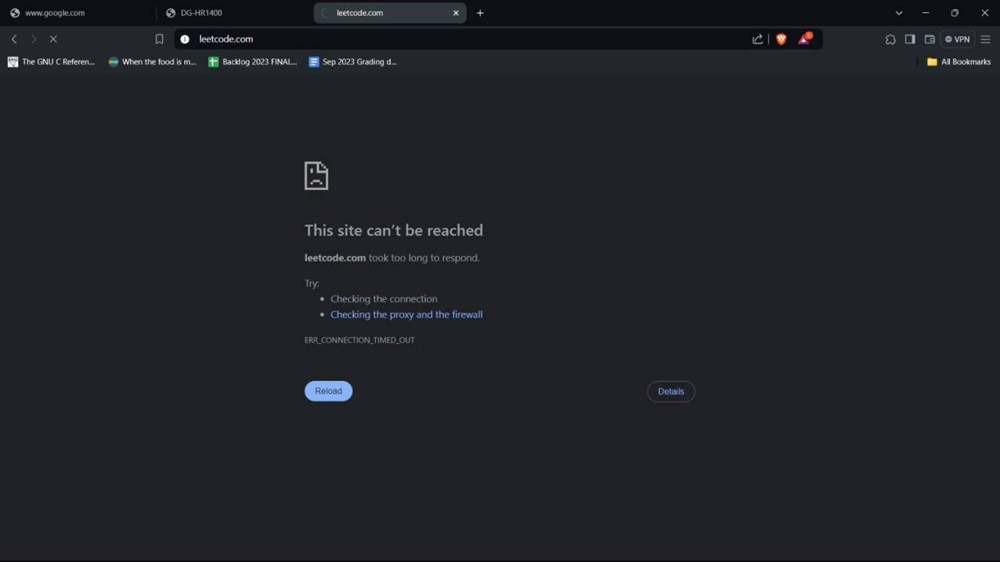 www.google.com
DG-HR1400
leetcode.com
leetcode.com
VPN
The GNU C Referen...
When the food is m...
Backlog 2023 FINAL...
Sep 2023 Grading d...
All Bookmarks
This site can't be reached
leetcode.com took too long to respond.
Try:
Checking the connection
Checking the proxy and the firewall
ERR_CONNECTION_TIMED_OUT
Reload
Details